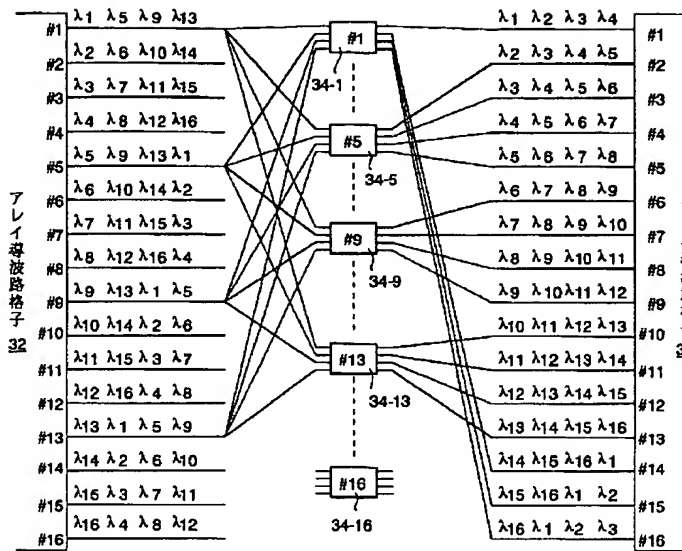 アレイ導波路格子 32
#1 λ1 λ5 λ9 λ13
#2 λ2 λ6 λ10 λ14
#3 λ3 λ7 λ11 λ15
#4 λ4 λ8 λ12 λ16
#5 λ5 λ9 λ13 λ1
#6 λ6 λ10 λ14 λ2
#7 λ7 λ11 λ15 λ3
#8 λ8 λ12 λ16 λ4
#9 λ9 λ13 λ1 λ5
#10 λ10 λ14 λ2 λ6
#11 λ11 λ15 λ3 λ7
#12 λ12 λ16 λ4 λ8
#13 λ13 λ1 λ5 λ9
#14 λ14 λ2 λ6 λ10
#15 λ15 λ3 λ7 λ11
#16 λ16 λ4 λ8 λ12
#1
34-1
#5
34-5
#9
34-9
#13
34-13
#16
34-16
λ1 λ2 λ3 λ4 #1
λ2 λ3 λ4 λ5 #2
λ3 λ4 λ5 λ6 #3
λ4 λ5 λ6 λ7 #4
λ5 λ6 λ7 λ8 #5
λ6 λ7 λ8 λ9 #6
λ7 λ8 λ9 λ10 #7
λ8 λ9 λ10 λ11 #8
λ9 λ10 λ11 λ12 #9
λ10 λ11 λ12 λ13 #10
λ11 λ12 λ13 λ14 #11
λ12 λ13 λ14 λ15 #12
λ13 λ14 λ15 λ16 #13
λ14 λ15 λ16 λ1 #14
λ15 λ16 λ1 λ2 #15
λ16 λ1 λ2 λ3 #16